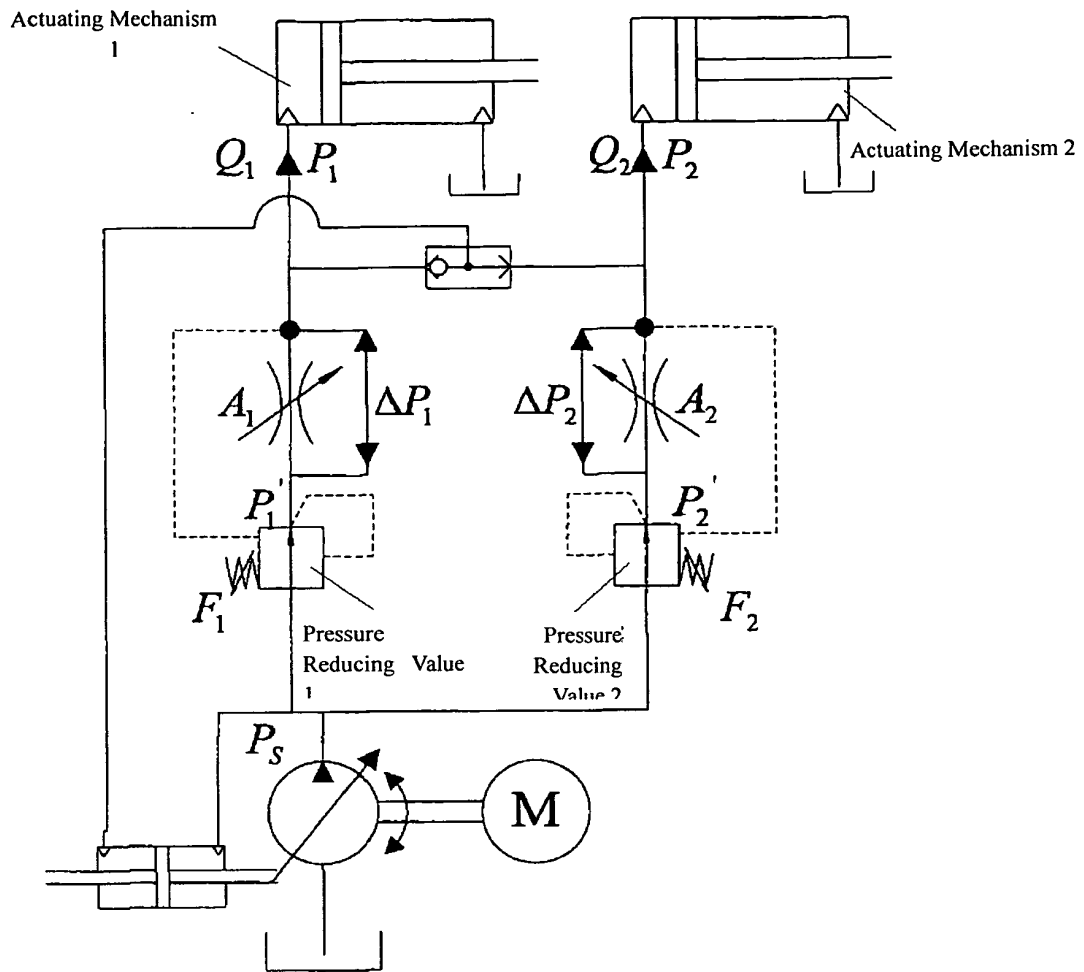 Actuating Mechanism
1
Q₁ P₁
Q₂ P₂
Actuating Mechanism 2
A₁ ΔP₁
ΔP₂ A₂
P₁'
P₂'
F₁
F₂
Pressure
Reducing Value
1
Pressure
Reducing
Value 2
Pₛ
M